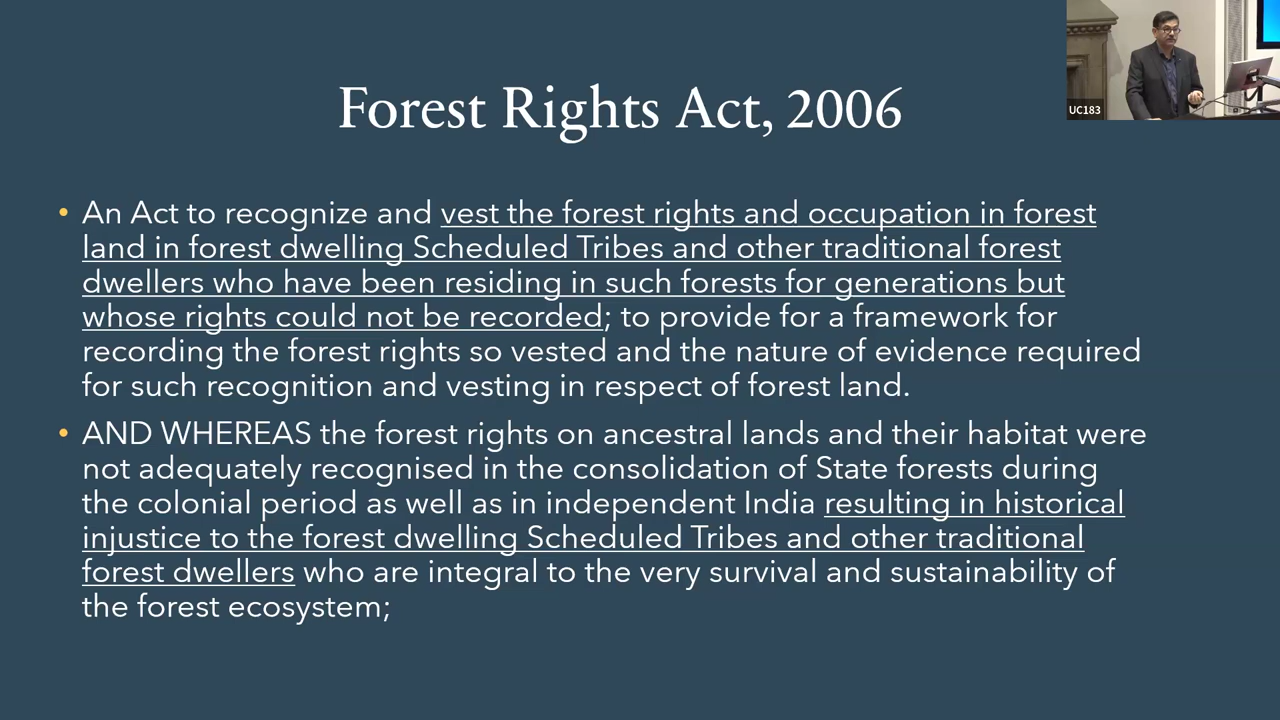 UC183
Forest Rights Act, 2006
• An Act to recognize and vest the forest rights and occupation in forest
land in forest dwelling Scheduled Tribes and other traditional forest
dwellers who have been residing in such forests for generations but
whose rights could not be recorded; to provide for a framework for
recording the forest rights so vested and the nature of evidence required
for such recognition and vesting in respect of forest land.
• AND WHEREAS the forest rights on ancestral lands and their habitat were
not adequately recognised in the consolidation of State forests during
the colonial period as well as in independent India resulting in historical
injustice to the forest dwelling Scheduled Tribes and other traditional
forest dwellers who are integral to the very survival and sustainability of
the forest ecosystem;